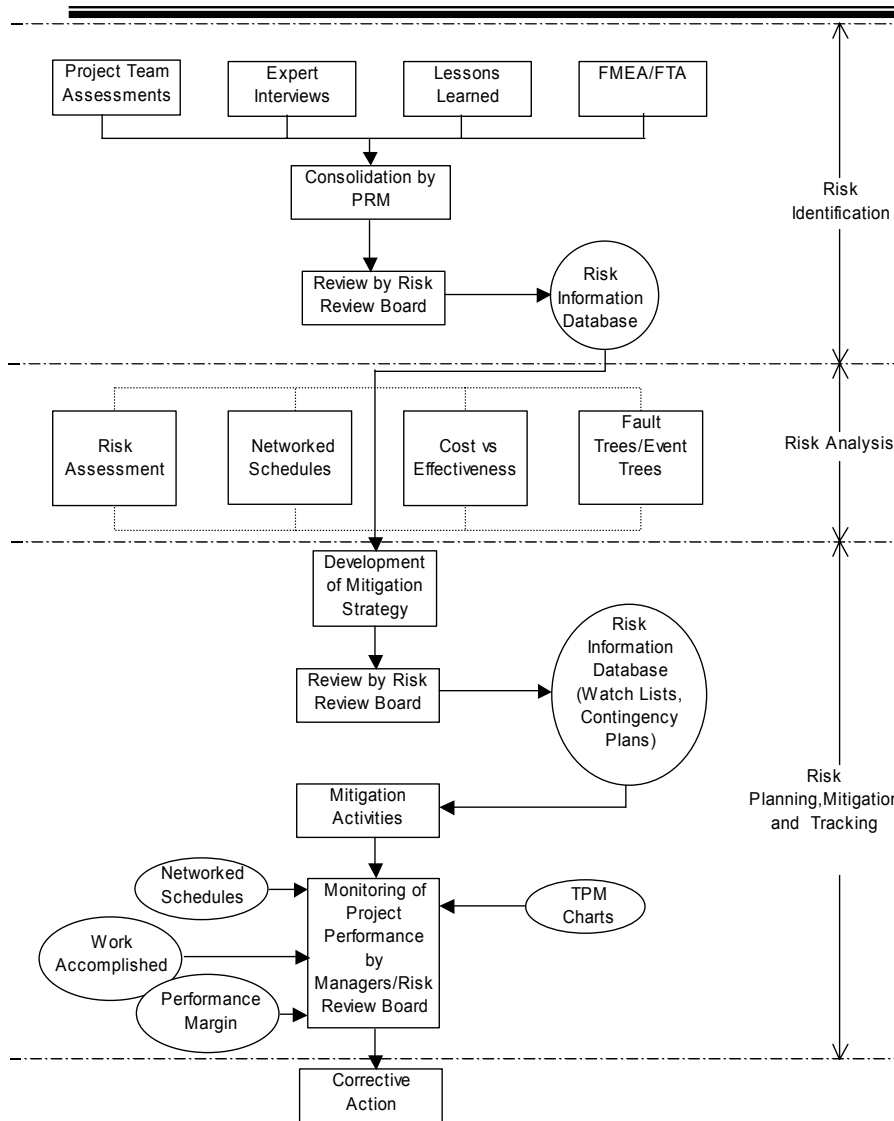 Project Team
Assessments
Expert
Interviews
Lessons
Learned
FMEA/FTA
Consolidation by
PRM
Risk
Identification
Review by Risk
Review Board
Risk
Information
Database
Risk
Assessment
Networked
Schedules
Cost vs
Effectiveness
Fault
Trees/Event
Trees
Risk Analysis
Development
of Mitigation
Strategy
Review by Risk
Review Board
Risk
Information
Database
(Watch Lists,
Contingency
Plans)
Mitigation
Activities
Risk
Planning,Mitigation
and Tracking
Networked
Schedules
Work
Accomplished
Performance
Margin
Monitoring of
Project
Performance
by
Managers/Risk
Review Board
TPM
Charts
Corrective
Action